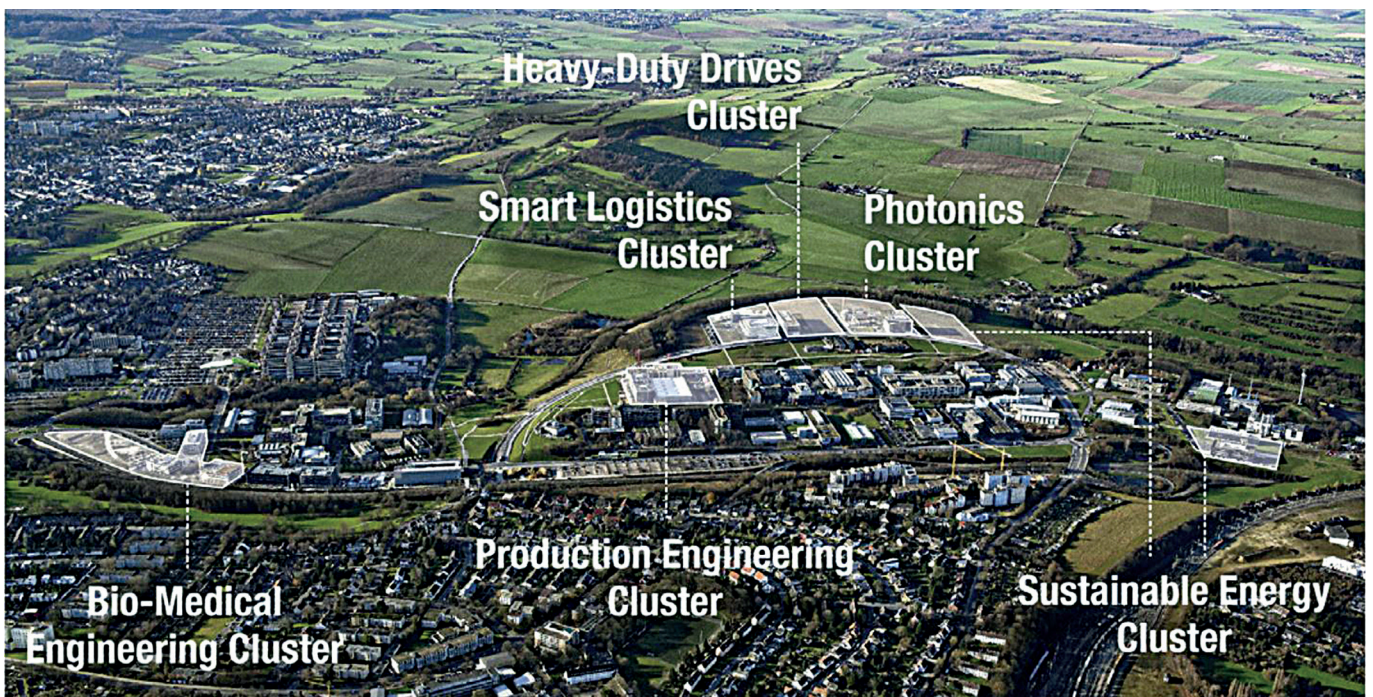 Heavy-Duty Drives
Cluster
Smart Logistics
Cluster
Photonics
Cluster
Production Engineering
Cluster
Bio-Medical
Engineering Cluster
Sustainable Energy
Cluster